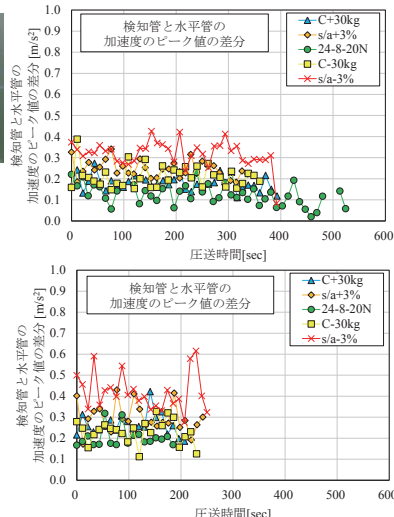 検知管と水平管の
加速度のピーク値の差分
C+30kg
s/a+3%
24-8-20N
C-30kg
s/a-3%
検知管と水平管の
加速度のピーク値の差分 [m/s²]
1.0
0.9
0.8
0.7
0.6
0.5
0.4
0.3
0.2
0.1
0.0
0
100
200
300
400
500
600
圧送時間[sec]
検知管と水平管の
加速度のピーク値の差分
C+30kg
s/a+3%
24-8-20N
C-30kg
s/a-3%
検知管と水平管の
加速度のピーク値の差分 [m/s²]
1.0
0.9
0.8
0.7
0.6
0.5
0.4
0.3
0.2
0.1
0.0
0
100
200
300
400
500
600
圧送時間[sec]